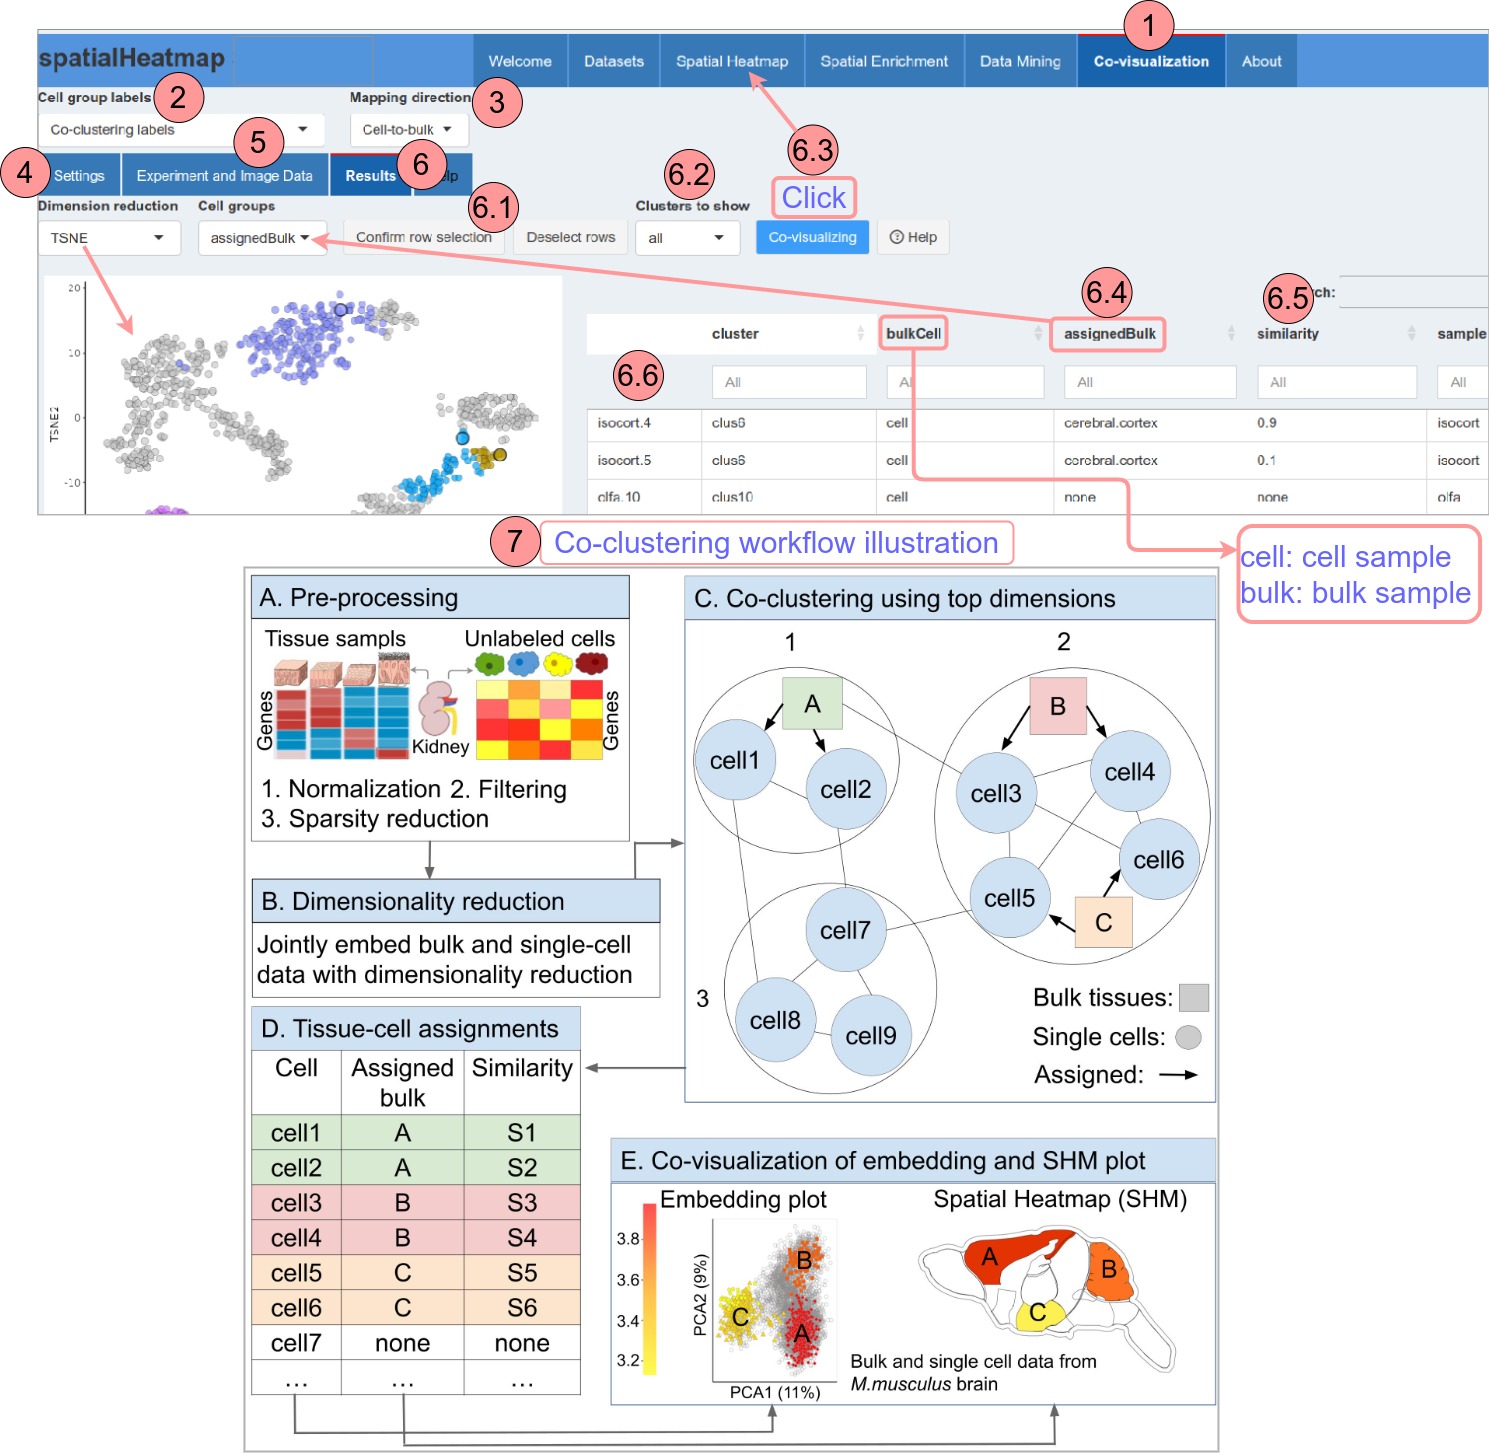 1
spatialHeatmap
Welcome
Datasets
Spatial Heatmap
Spatial Enrichment
Data Mining
Co-visualization
About
Cell group labels
2
Mapping direction
3
Co-clustering labels
Cell-to-bulk
5
6
6.3
4
Settings
Experiment and Image Data
Results
6.2
Click
Dimension reduction
Cell groups
6.1
Clusters to show
TSNE
assignedBulk
Confirm row selection
Deselect rows
all
Co-visualizing
Help
20
10
0
-10
TSNE2
6.4
6.5
ch:
cluster
bulkCell
assignedBulk
similarity
sample
6.6
All
All
All
All
isocort.4 clus6 cell cerebral.cortex 0.9 isocort
isocort.5 clus6 cell cerebral.cortex 0.1 isocort
olfa.10 clus10 cell none none olfa
7
Co-clustering workflow illustration
cell: cell sample
bulk: bulk sample
A. Pre-processing
Tissue sampls
Unlabeled cells
Genes
Kidney
Genes
1. Normalization 2. Filtering
3. Sparsity reduction
B. Dimensionality reduction
Jointly embed bulk and single-cell
data with dimensionality reduction
C. Co-clustering using top dimensions
1
2
A
B
cell1
cell2
cell3
cell4
cell6
cell5
C
cell7
3
cell8
cell9
Bulk tissues:
Single cells:
Assigned:
D. Tissue-cell assignments
Cell Assigned Similarity
bulk
cell1 A S1
cell2 A S2
cell3 B S3
cell4 B S4
cell5 C S5
cell6 C S6
cell7 none none
... ... ...
E. Co-visualization of embedding and SHM plot
Embedding plot
3.8
3.6
3.4
3.2
PCA2 (9%)
B
C
A
PCA1 (11%)
Spatial Heatmap (SHM)
A
B
C
Bulk and single cell data from
M.musculus brain